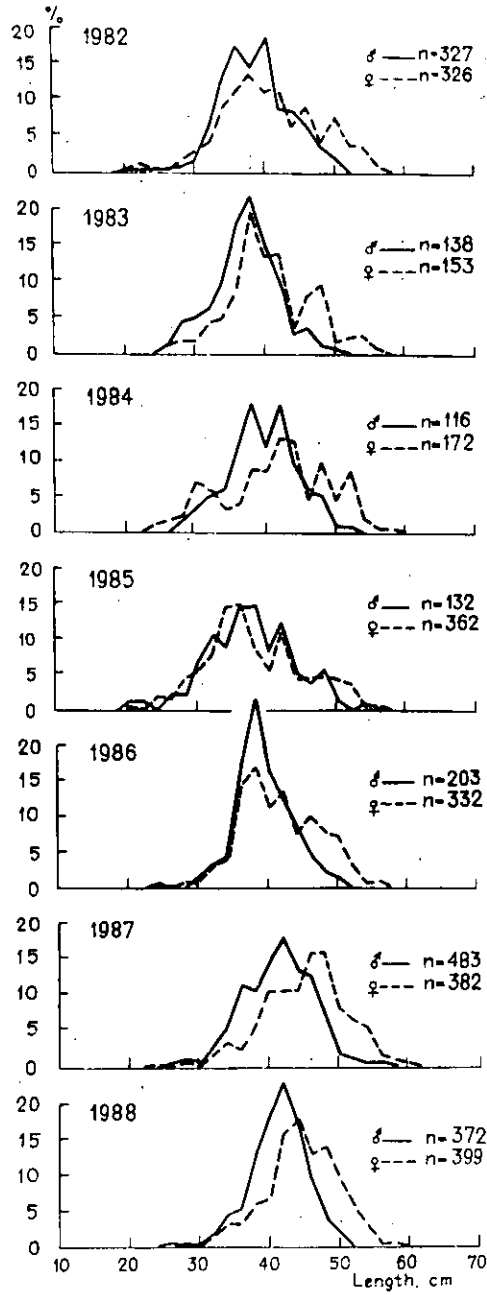 %
20
15
10
5
0
1982
♂ —— n=327
♀ ---- n=326
20
15
10
5
0
1983
♂ —— n=138
♀ ---- n=153
20
15
10
5
0
1984
♂ —— n=116
♀ ---- n=172
20
15
10
5
0
1985
♂ —— n=132
♀ ---- n=362
20
15
10
5
0
1986
♂ —— n=203
♀ ---- n=332
20
15
10
5
0
1987
♂ —— n=483
♀ ---- n=382
20
15
10
5
0
1988
♂ —— n=372
♀ ---- n=399
10 20 30 40 50 60 70
Length, cm